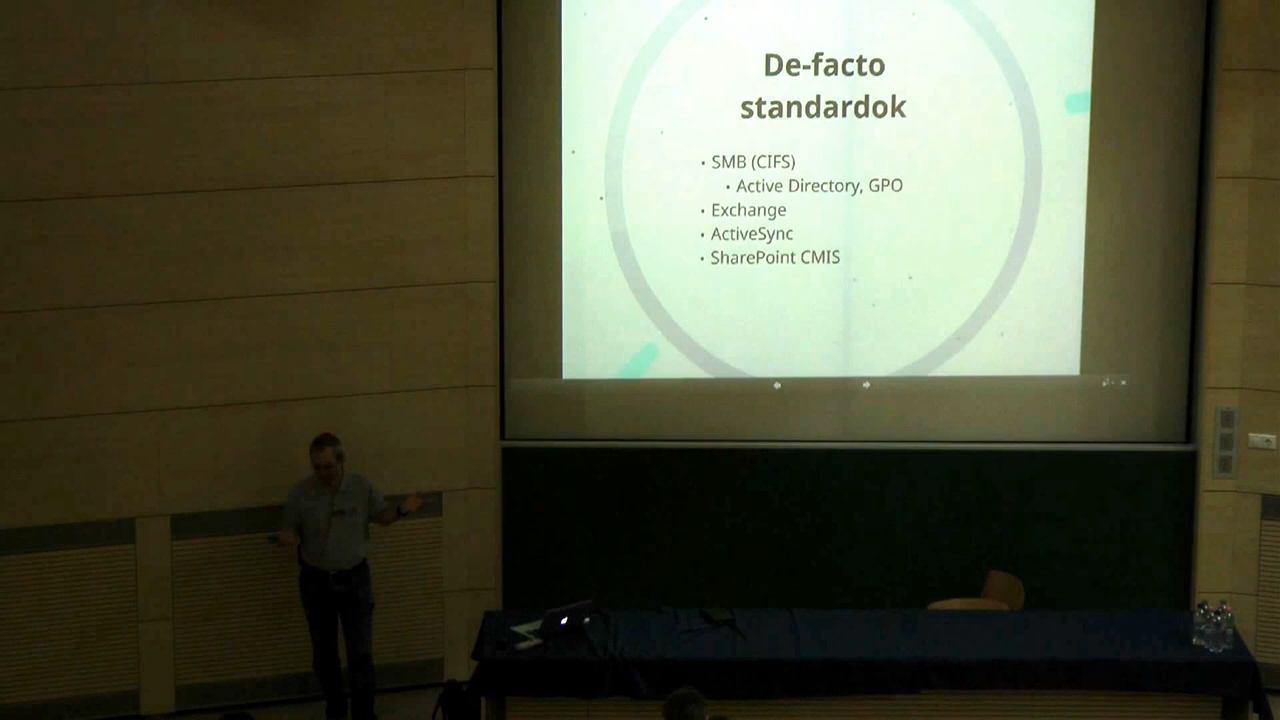 De-facto
standardok
• SMB (CIFS)
• Active Directory, GPO
• Exchange
• ActiveSync
• SharePoint CMIS